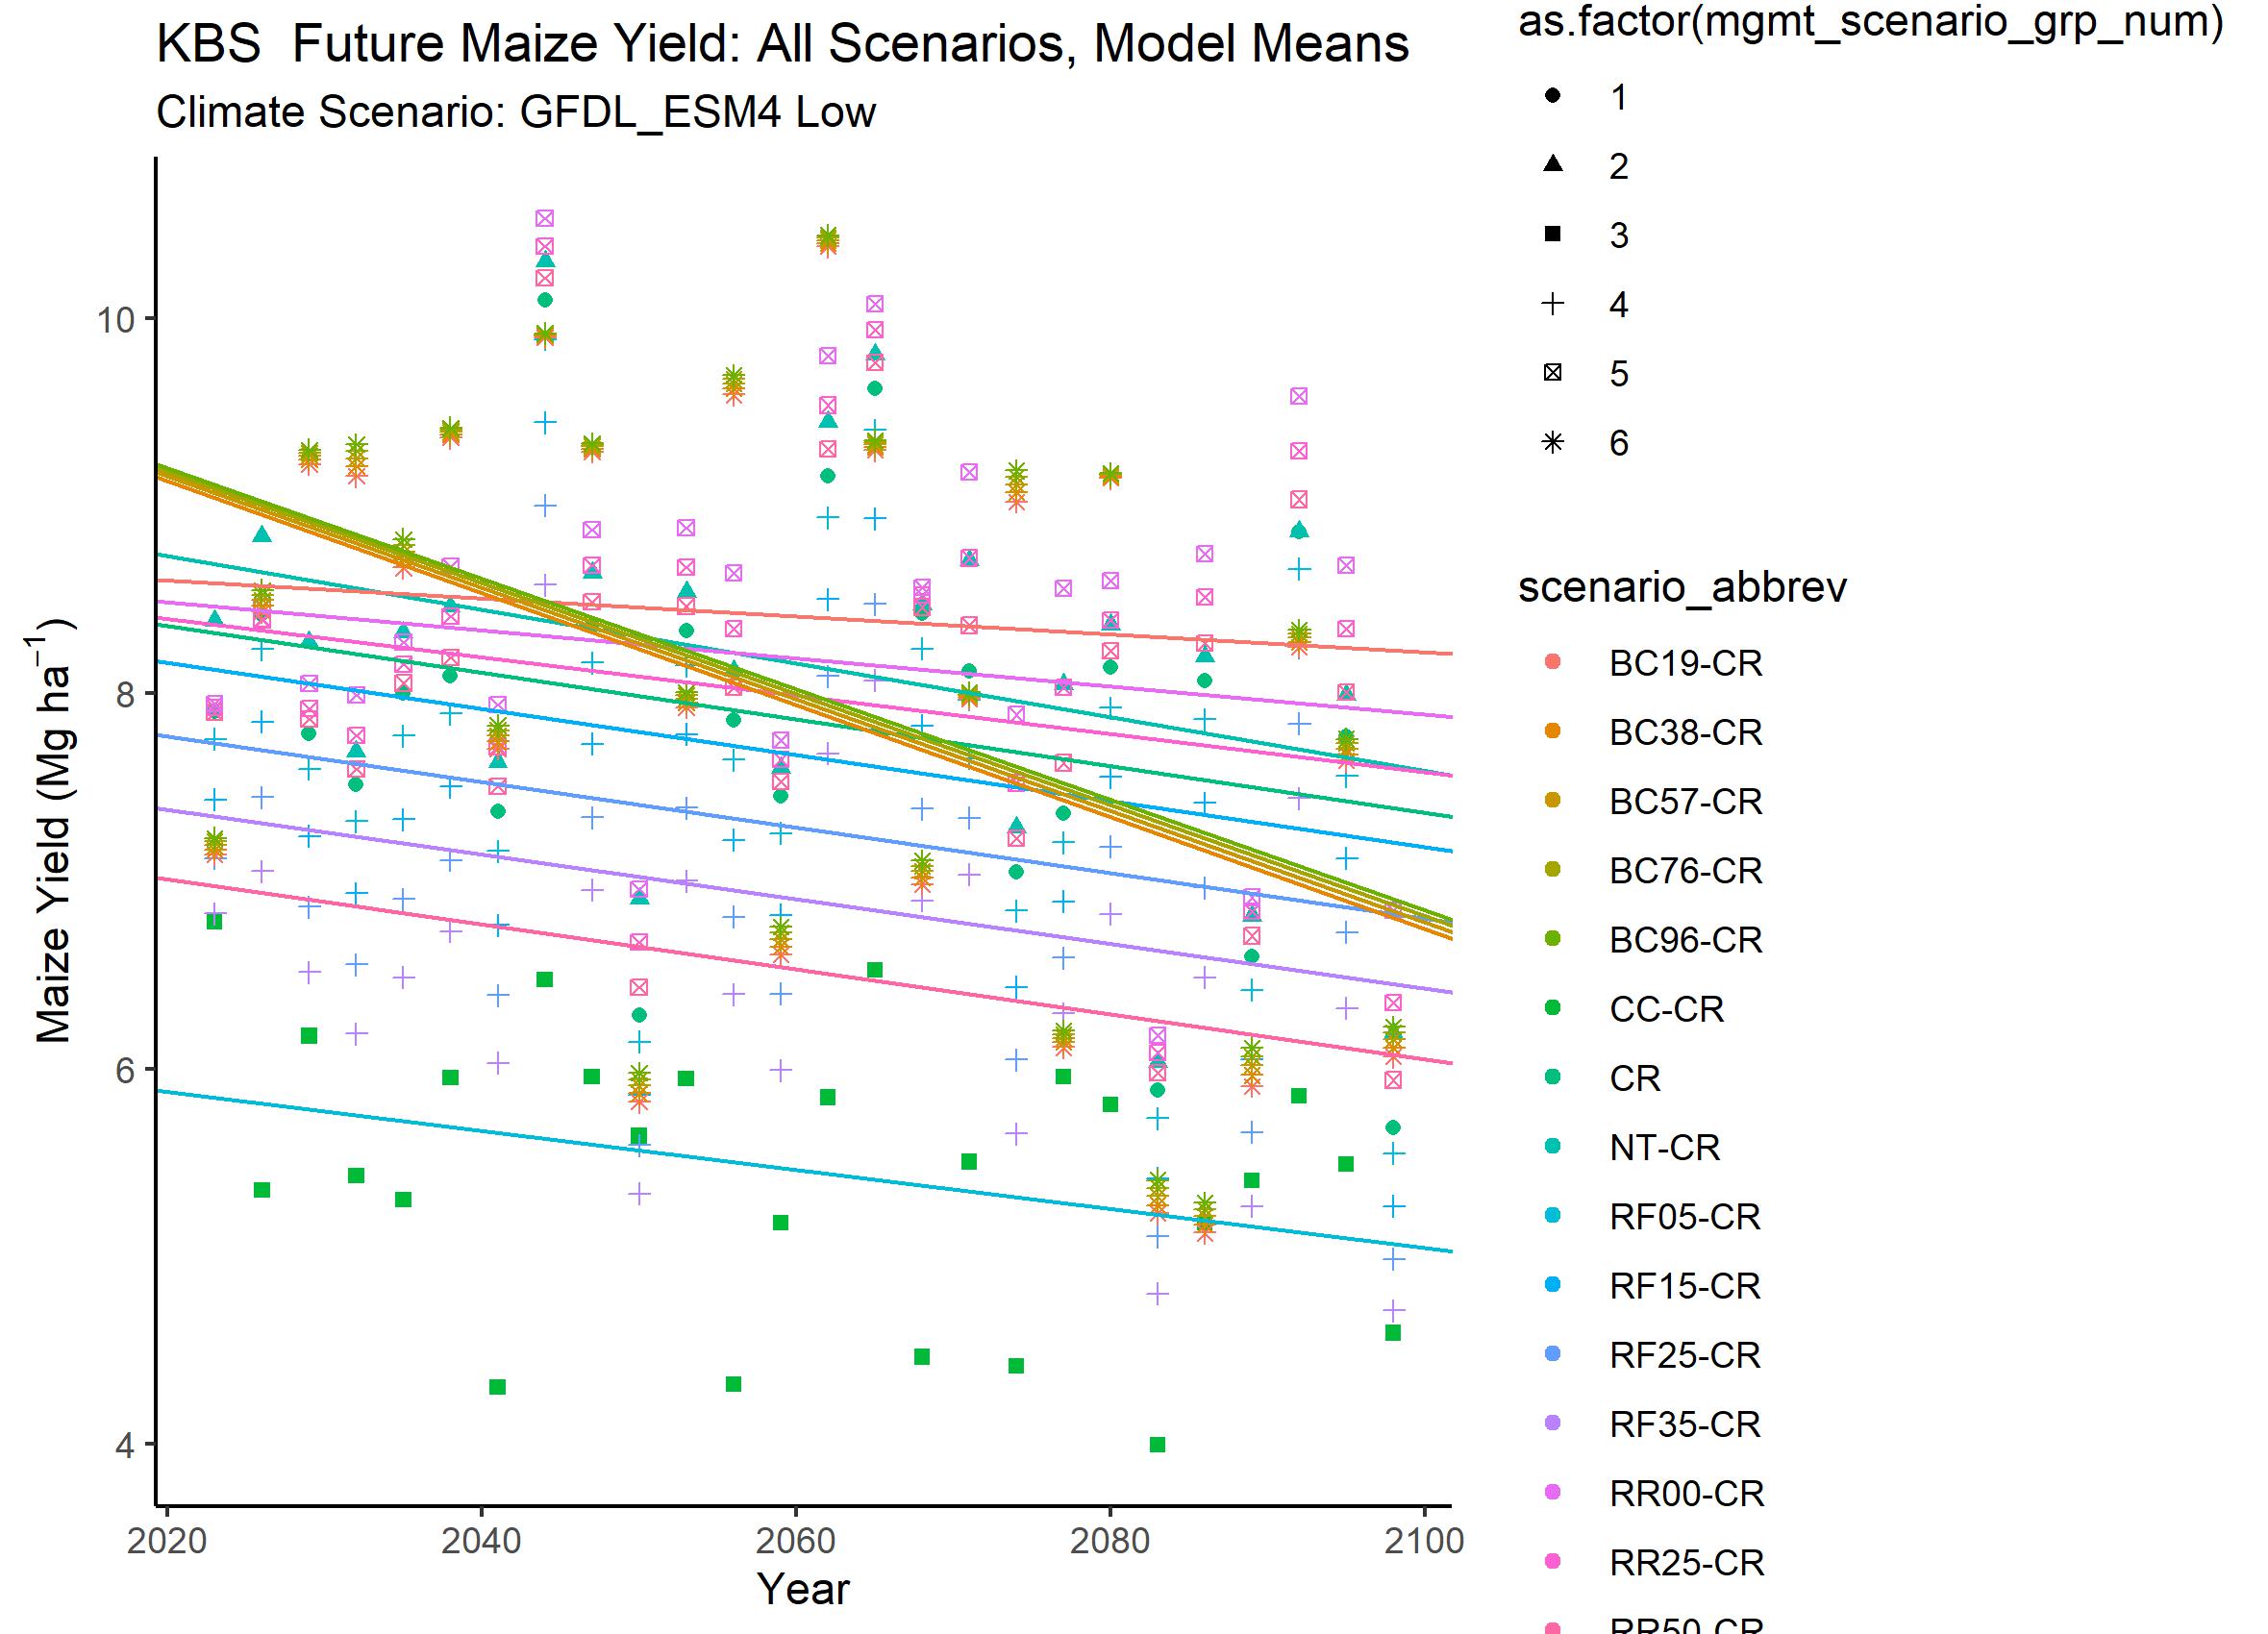 KBS  Future Maize Yield: All Scenarios, Model Means
Climate Scenario: GFDL_ESM4 Low
Maize Yield (Mg ha⁻¹)
10
8
6
4
2020
2040
2060
2080
2100
Year
as.factor(mgmt_scenario_grp_num)
1
2
3
4
5
6
scenario_abbrev
BC19-CR
BC38-CR
BC57-CR
BC76-CR
BC96-CR
CC-CR
CR
NT-CR
RF05-CR
RF15-CR
RF25-CR
RF35-CR
RR00-CR
RR25-CR
RR50-CR